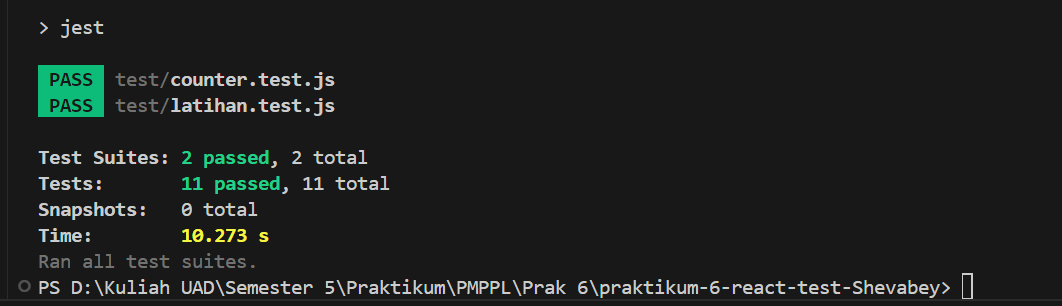 > jest
PASS test/counter.test.js
PASS test/latihan.test.js
Test Suites: 2 passed, 2 total
Tests: 11 passed, 11 total
Snapshots: 0 total
Time: 10.273 s
Ran all test suites.
PS D:\Kuliah UAD\Semester 5\Praktikum\PMPPL\Prak 6\praktikum-6-react-test-Shevabey>